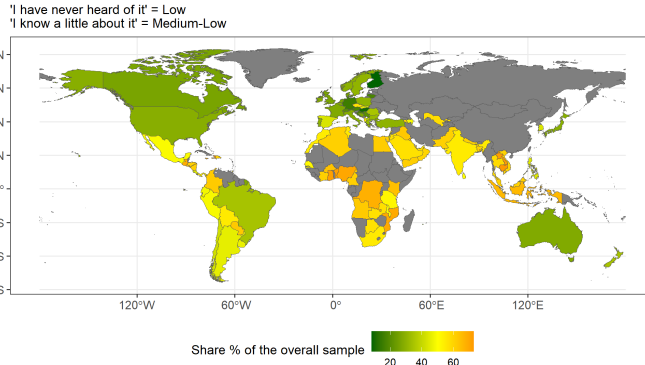 'I have never heard of it' = Low
'I know a little about it' = Medium-Low
N
N
N
N
°
S
S
S
120°W 60°W 0° 60°E 120°E
Share % of the overall sample
20 40 60